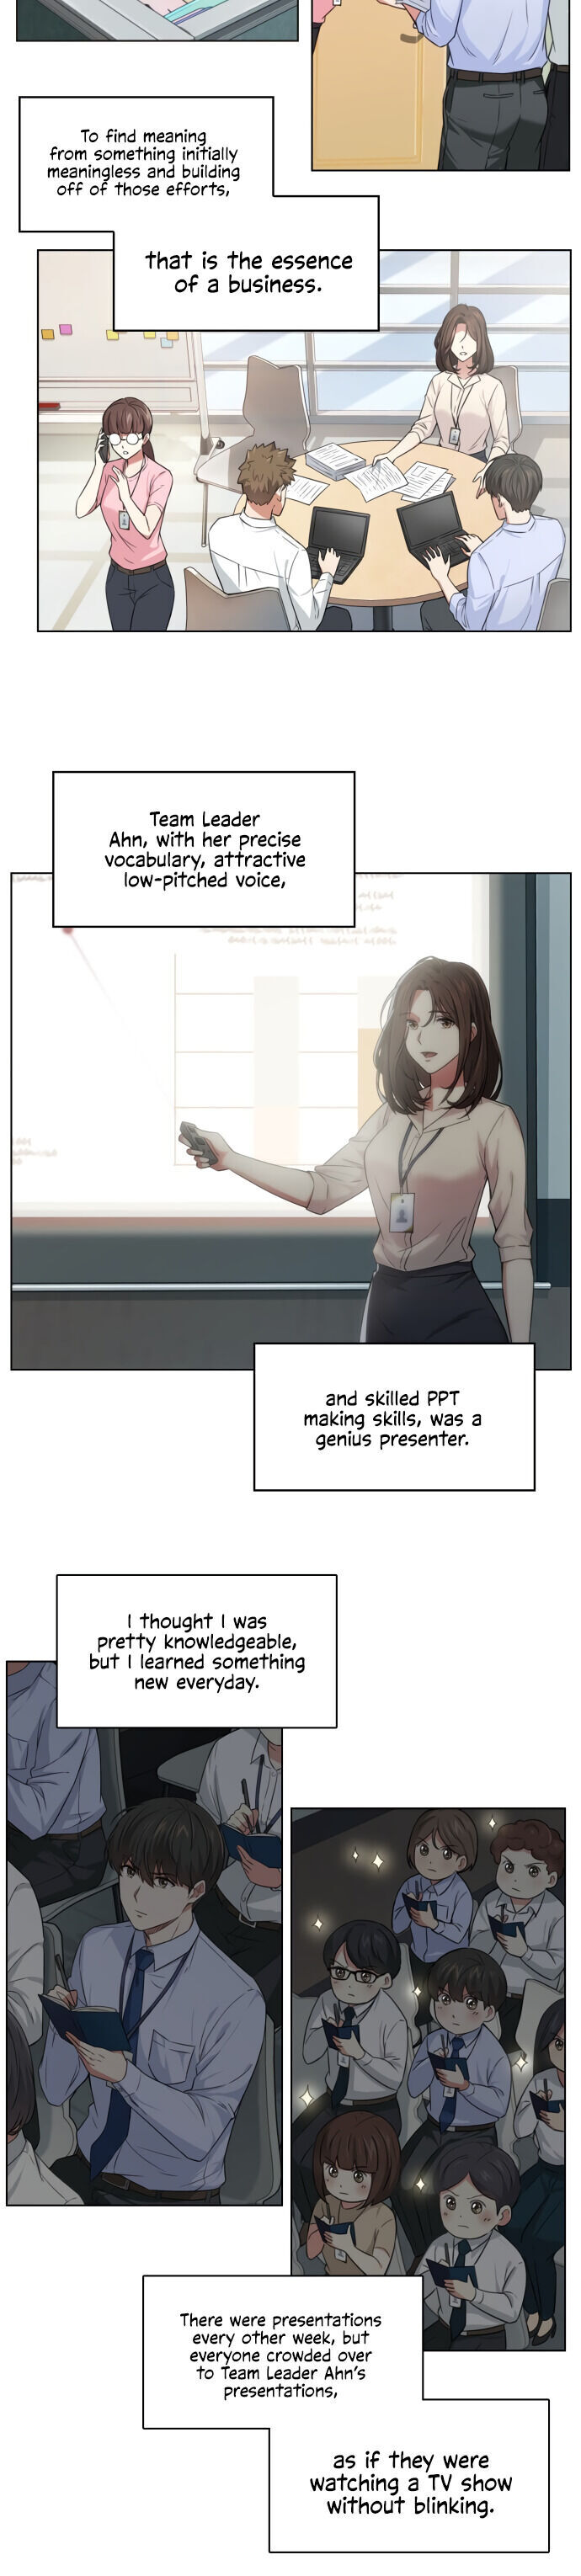 To find meaning
from something initially
meaningless and building
off of those efforts,
that is the essence
of a business.
Team Leader
Ahn, with her precise
vocabulary, attractive
low-pitched voice,
and skilled PPT
making skills, was a
genius presenter.
I thought I was
pretty knowledgeable,
but I learned something
new everyday.
There were presentations
every other week, but
everyone crowded over
to Team Leader Ahn's
presentations,
as if they were
watching a TV show
without blinking.